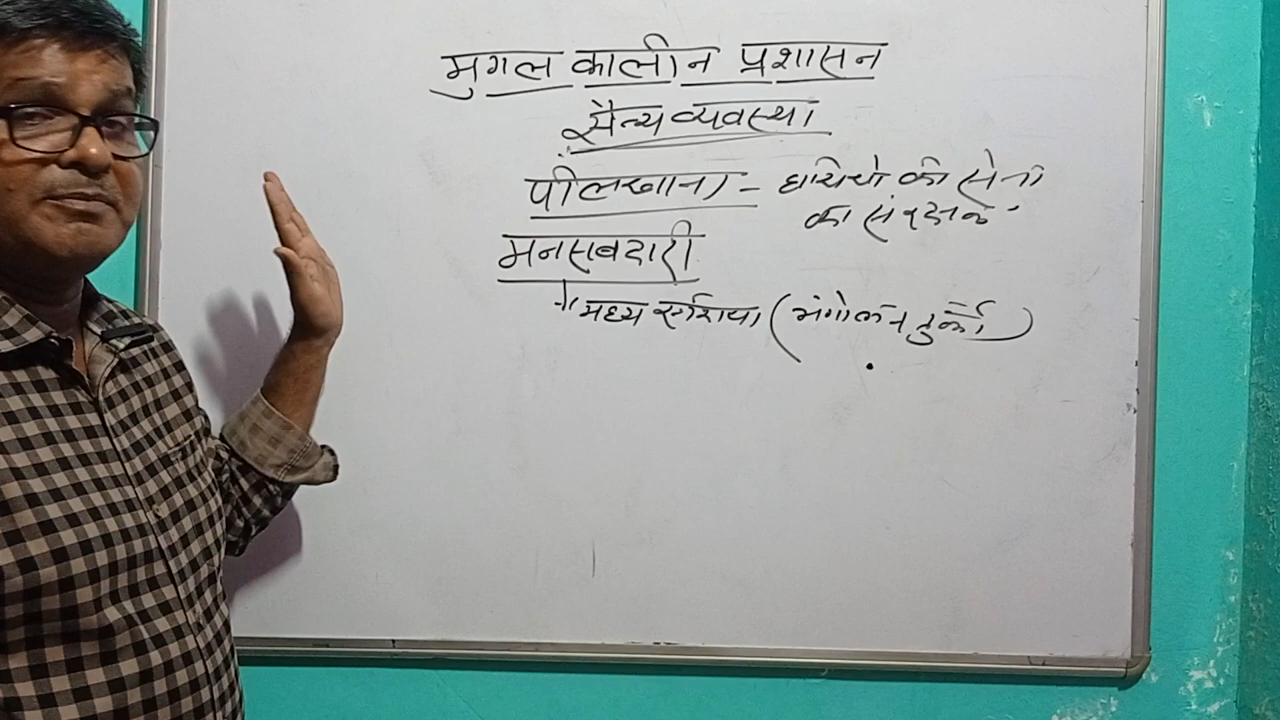 मुगल कालीन प्रशासन
सैन्य व्यवस्था
पीलखाना - हाथियो की सेना
का संरक्षक
मनसबदारी
मध्य एशिया (मंगोल व तुर्की)